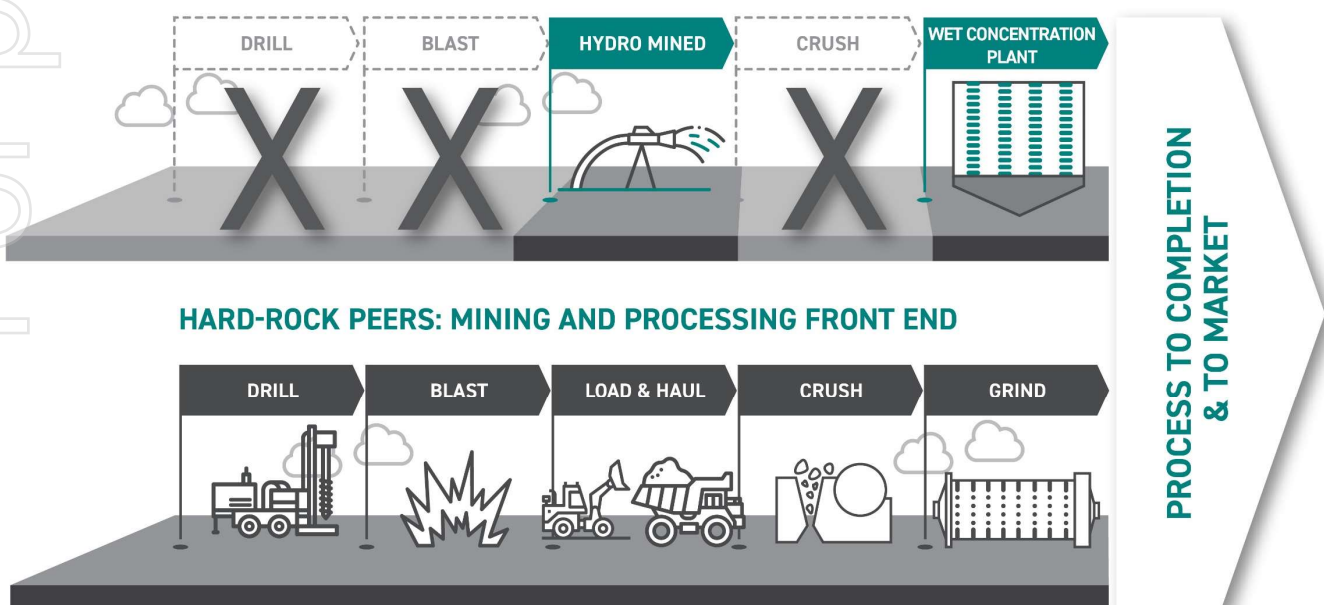 DRILL
BLAST
HYDRO MINED
CRUSH
WET CONCENTRATION
PLANT
X
X
X
HARD-ROCK PEERS: MINING AND PROCESSING FRONT END
DRILL
BLAST
LOAD & HAUL
CRUSH
GRIND
PROCESS TO COMPLETION
& TO MARKET